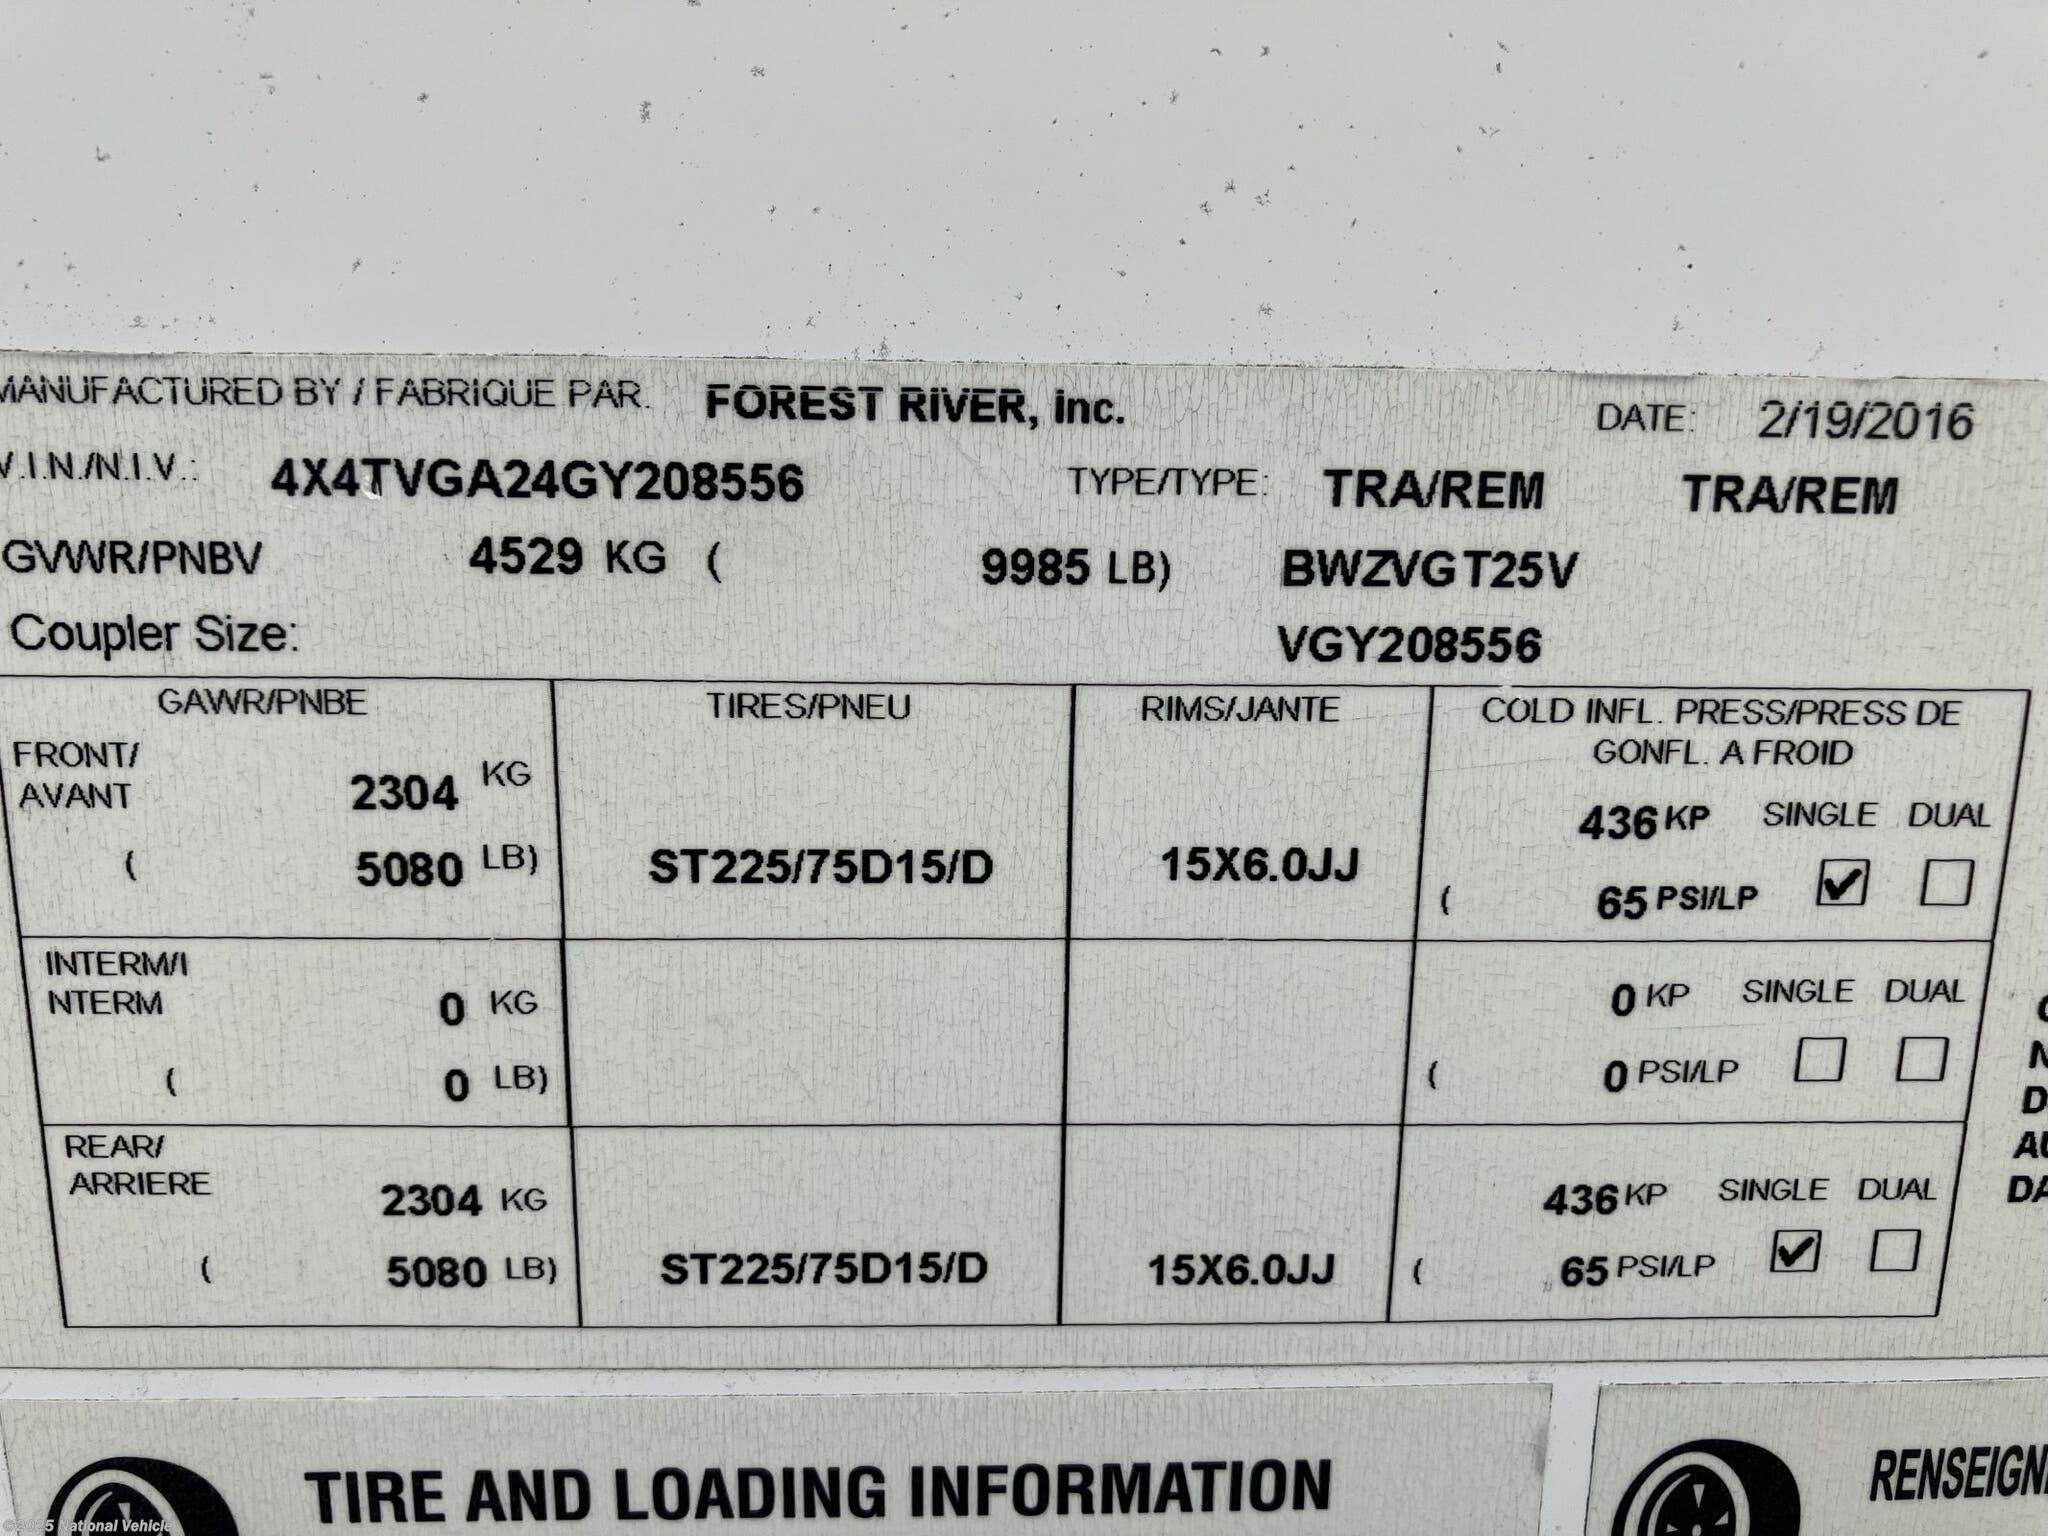 MANUFACTURED BY / FABRIQUE PAR. FOREST RIVER, inc. DATE: 2/19/2016
V.I.N./N.I.V.: 4X4TVGA24GY208556 TYPE/TYPE: TRA/REM TRA/REM
GVWR/PNBV 4529 KG ( 9985 LB) BWZVGT25V
Coupler Size: VGY208556
GAWR/PNBE TIRES/PNEU RIMS/JANTE COLD INFL. PRESS/PRESS DE
GONFL. A FROID
FRONT/
AVANT 2304 KG 436 KP SINGLE DUAL
( 5080 LB) ST225/75D15/D 15X6.0JJ ( 65 PSI/LP
INTERM/I
NTERM 0 KG 0 KP SINGLE DUAL
( 0 LB) ( 0 PSI/LP
REAR/
ARRIERE 2304 KG 436 KP SINGLE DUAL
( 5080 LB) ST225/75D15/D 15X6.0JJ ( 65 PSI/LP
TIRE AND LOADING INFORMATION
©2025 National Vehicle